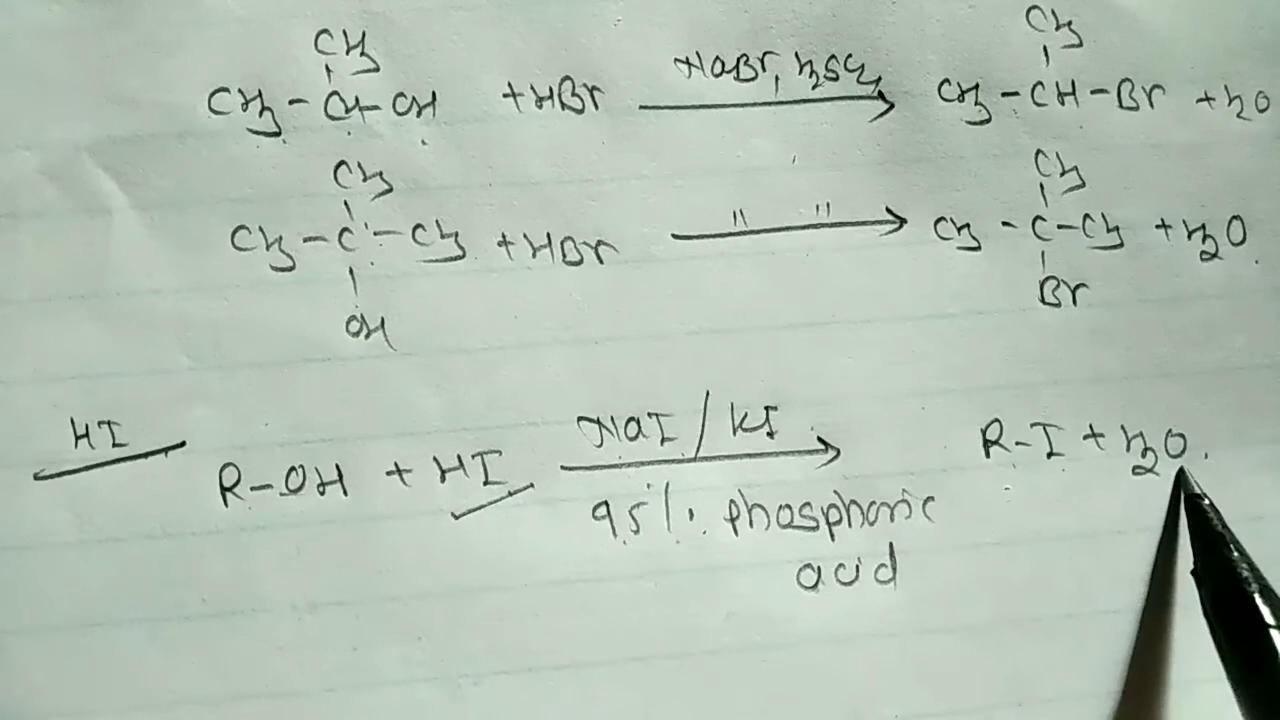 CH3 CH3
CH3-CH-OH +HBr NaBr, H2SO4 CH3-CH-Br +H2O
CH3 CH3
CH3-C-CH3 +HBr " " CH3-C-CH3 +H2O
OH Br
HI
R-OH + HI NaI/KI R-I + H2O.
95%. phosphoric
acid